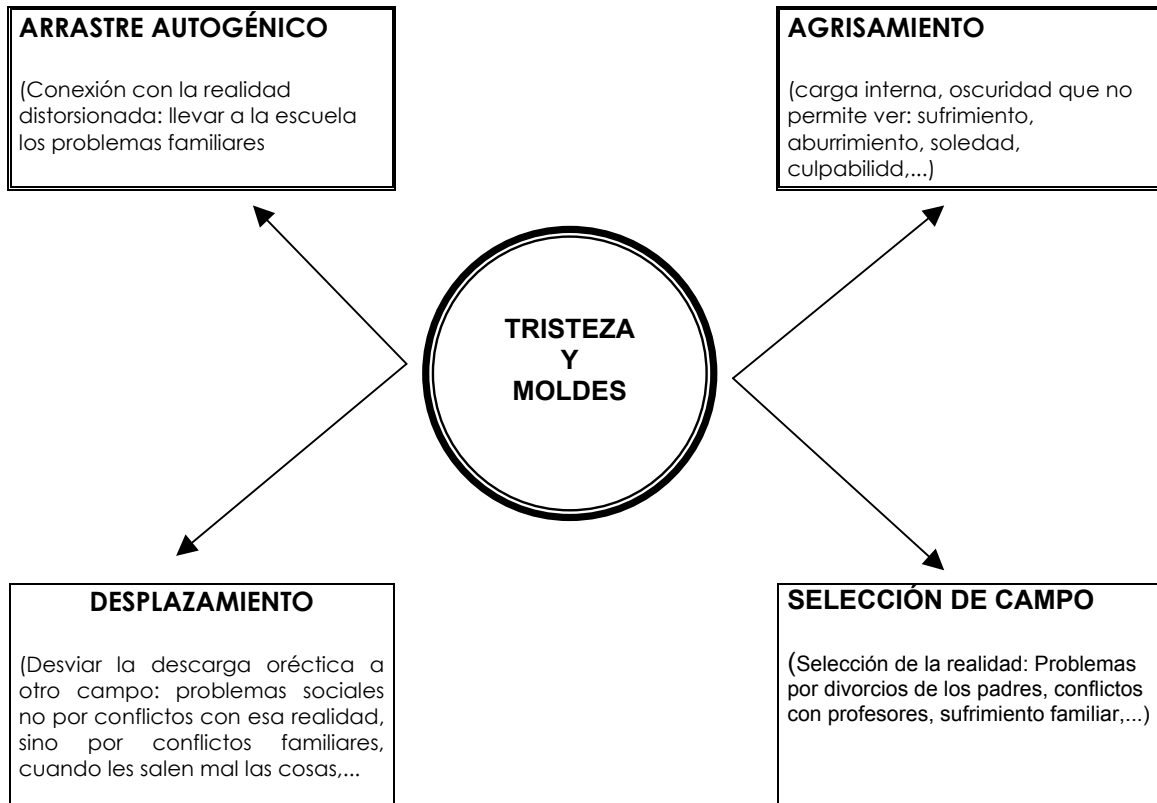 ARRASTRE AUTOGÉNICO
(Conexión con la realidad
distorsionada: llevar a la escuela
los problemas familiares
AGRISAMIENTO
(carga interna, oscuridad que no
permite ver: sufrimiento,
aburrimiento, soledad,
culpabilidd,...)
TRISTEZA
Y
MOLDES
DESPLAZAMIENTO
(Desviar la descarga oréctica a
otro campo: problemas sociales
no por conflictos con esa realidad,
sino por conflictos familiares,
cuando les salen mal las cosas,...
SELECCIÓN DE CAMPO
(Selección de la realidad: Problemas
por divorcios de los padres, conflictos
con profesores, sufrimiento familiar,...)